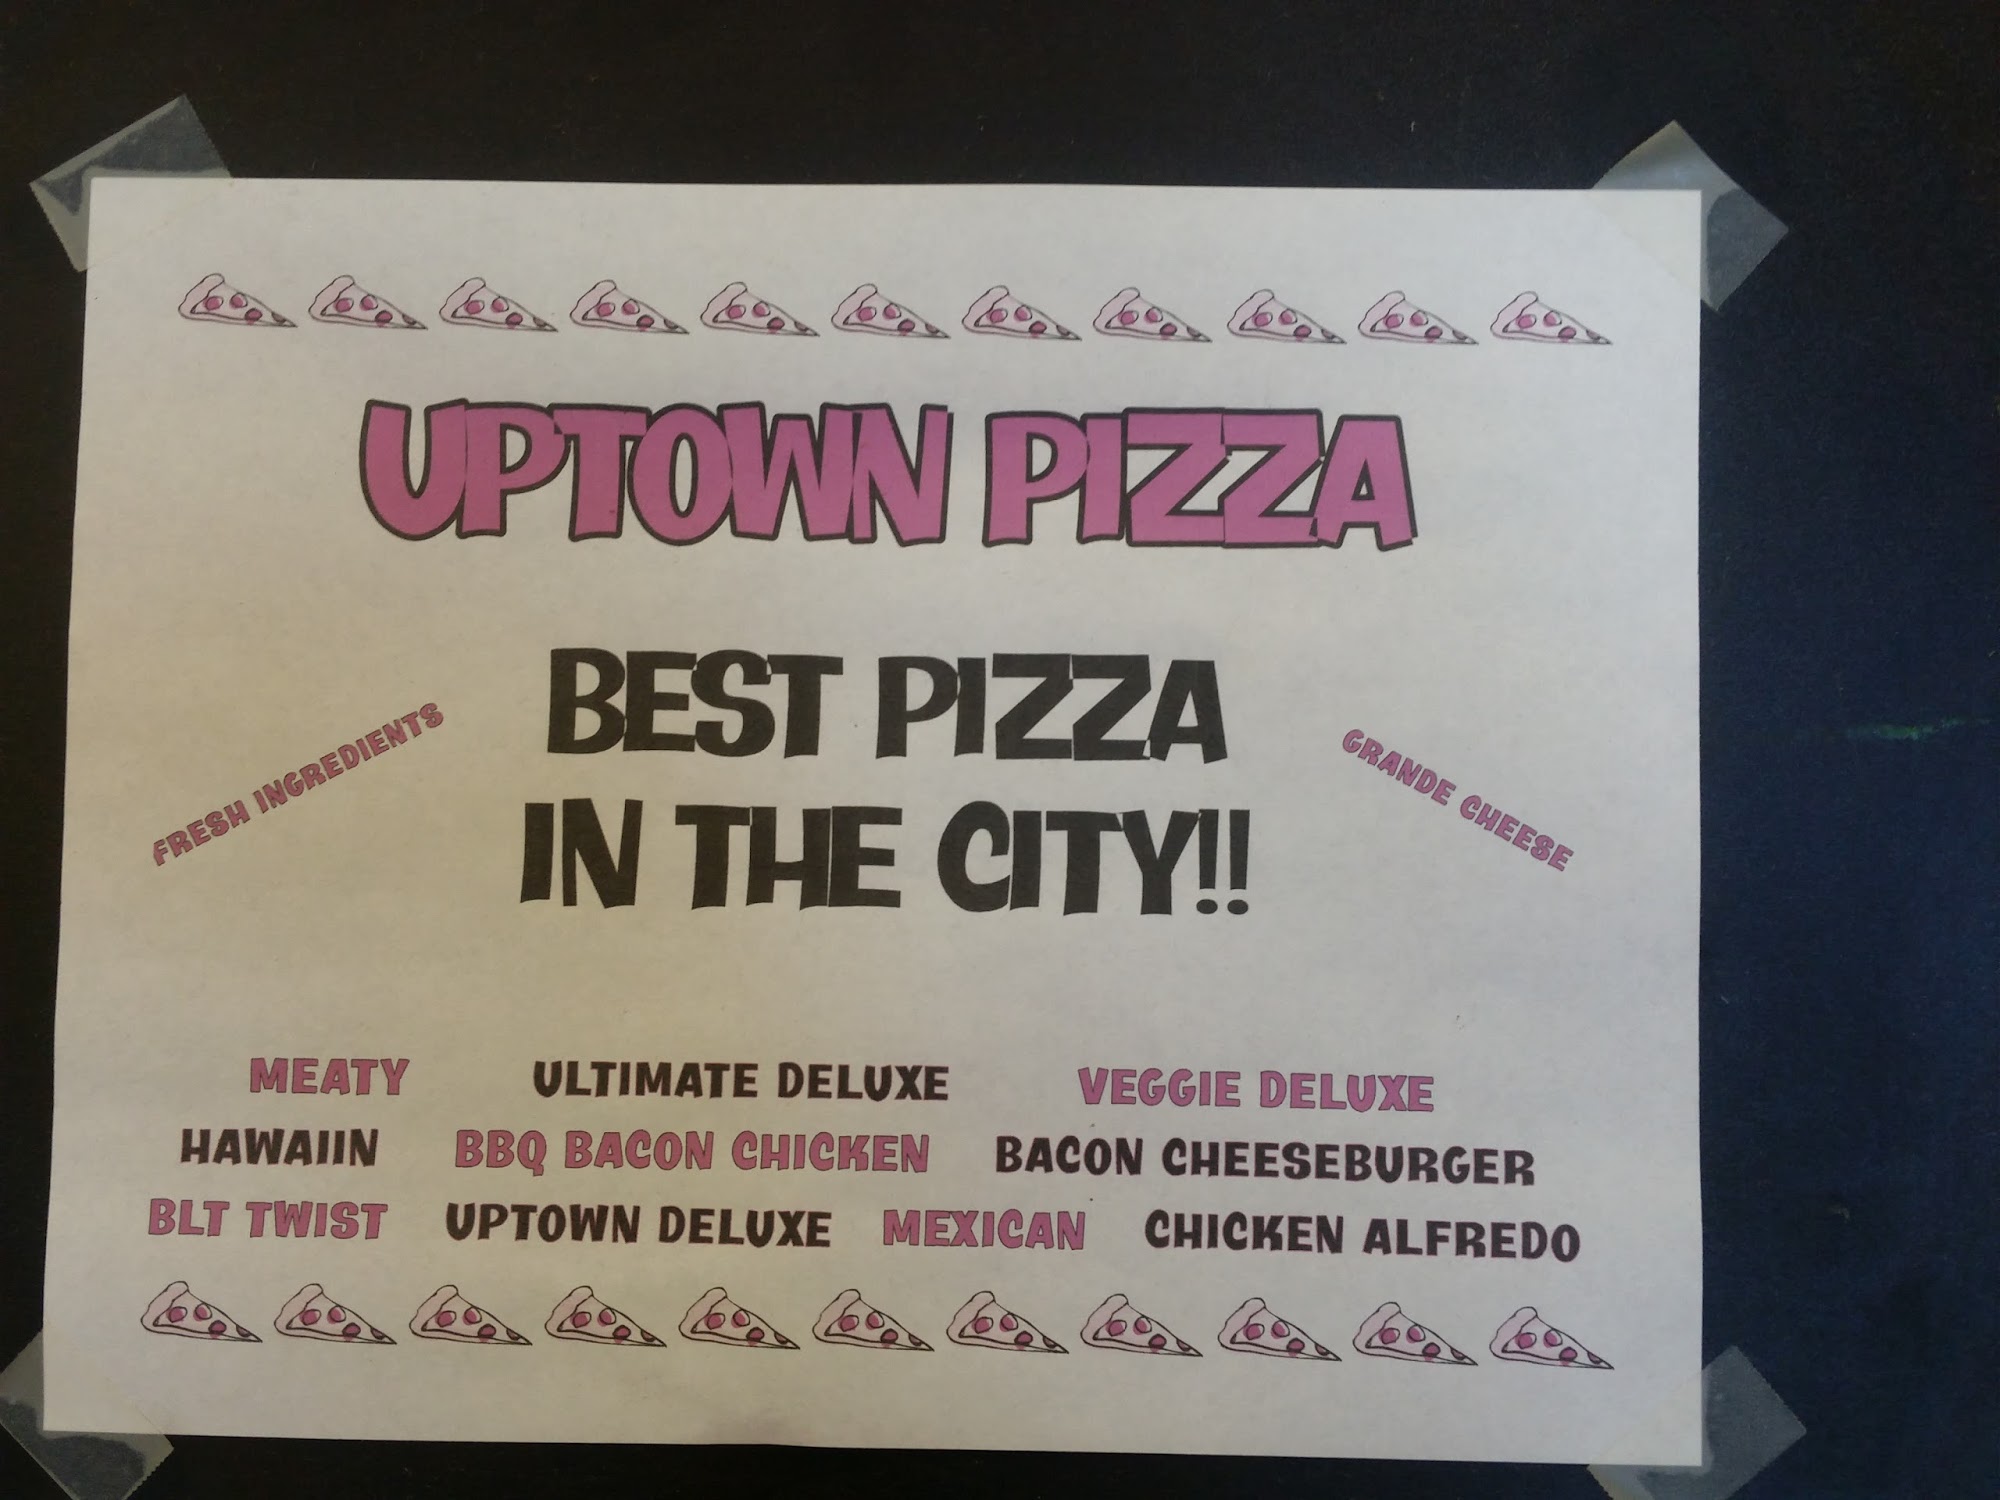 UPTOWN PIZZA
BEST PIZZA
IN THE CITY!!
FRESH INGREDIENTS
GRANDE CHEESE
MEATY ULTIMATE DELUXE VEGGIE DELUXE
HAWAIIN BBQ BACON CHICKEN BACON CHEESEBURGER
BLT TWIST UPTOWN DELUXE MEXICAN CHICKEN ALFREDO